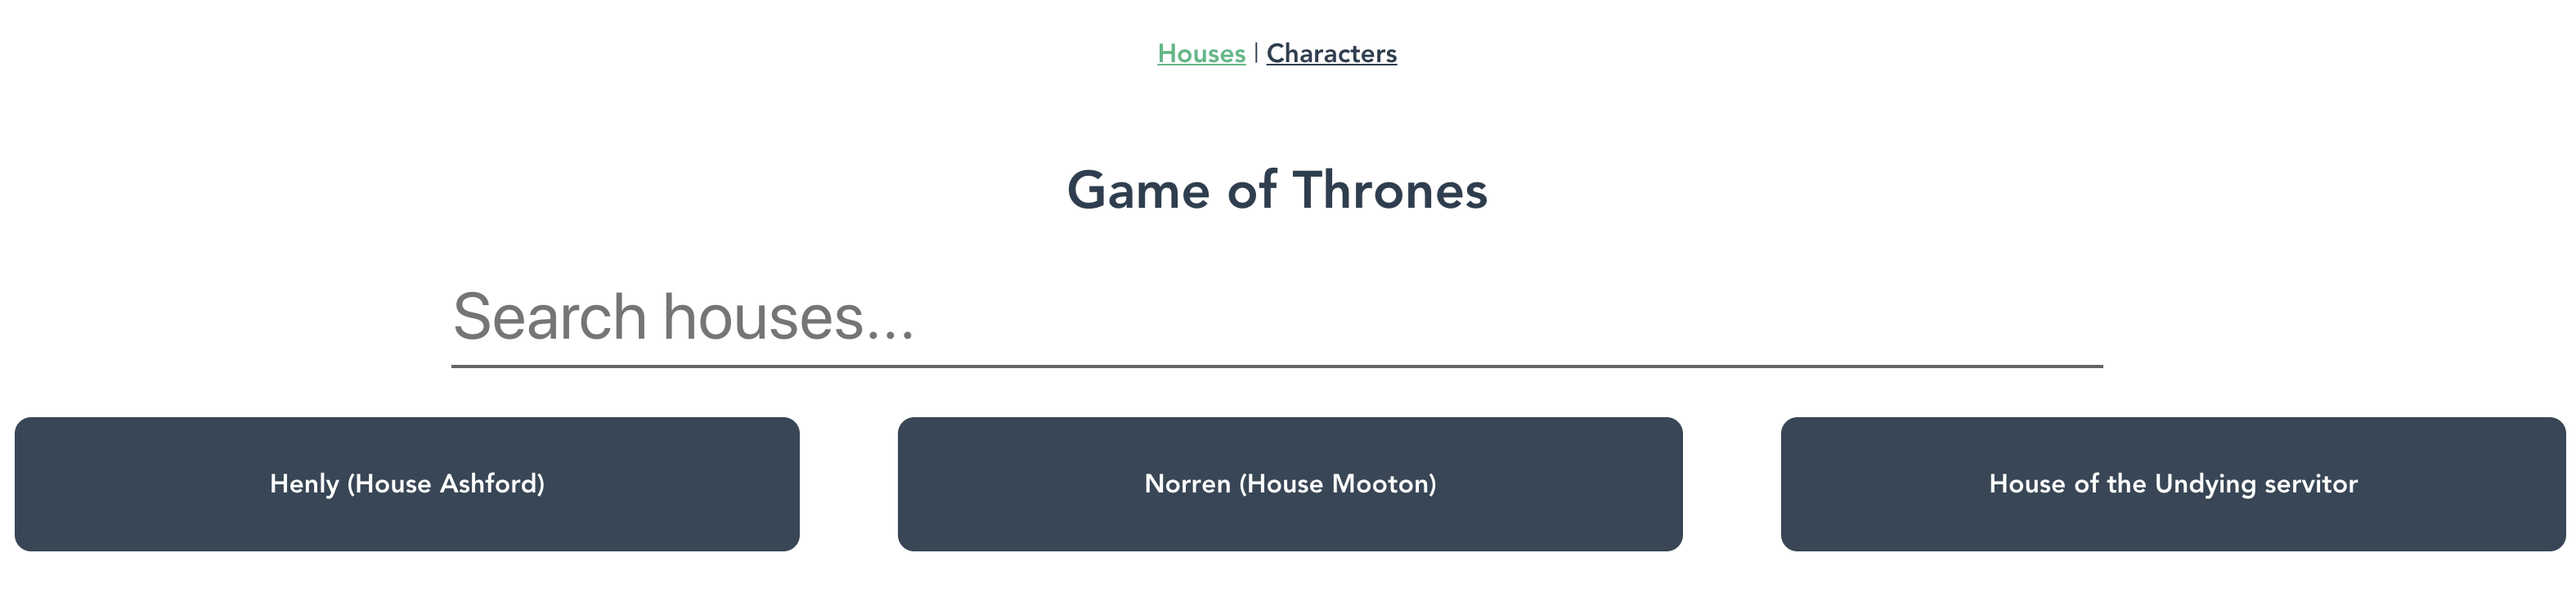 Houses | Characters
Game of Thrones
Search houses...
Henly (House Ashford)
Norren (House Mooton)
House of the Undying servitor